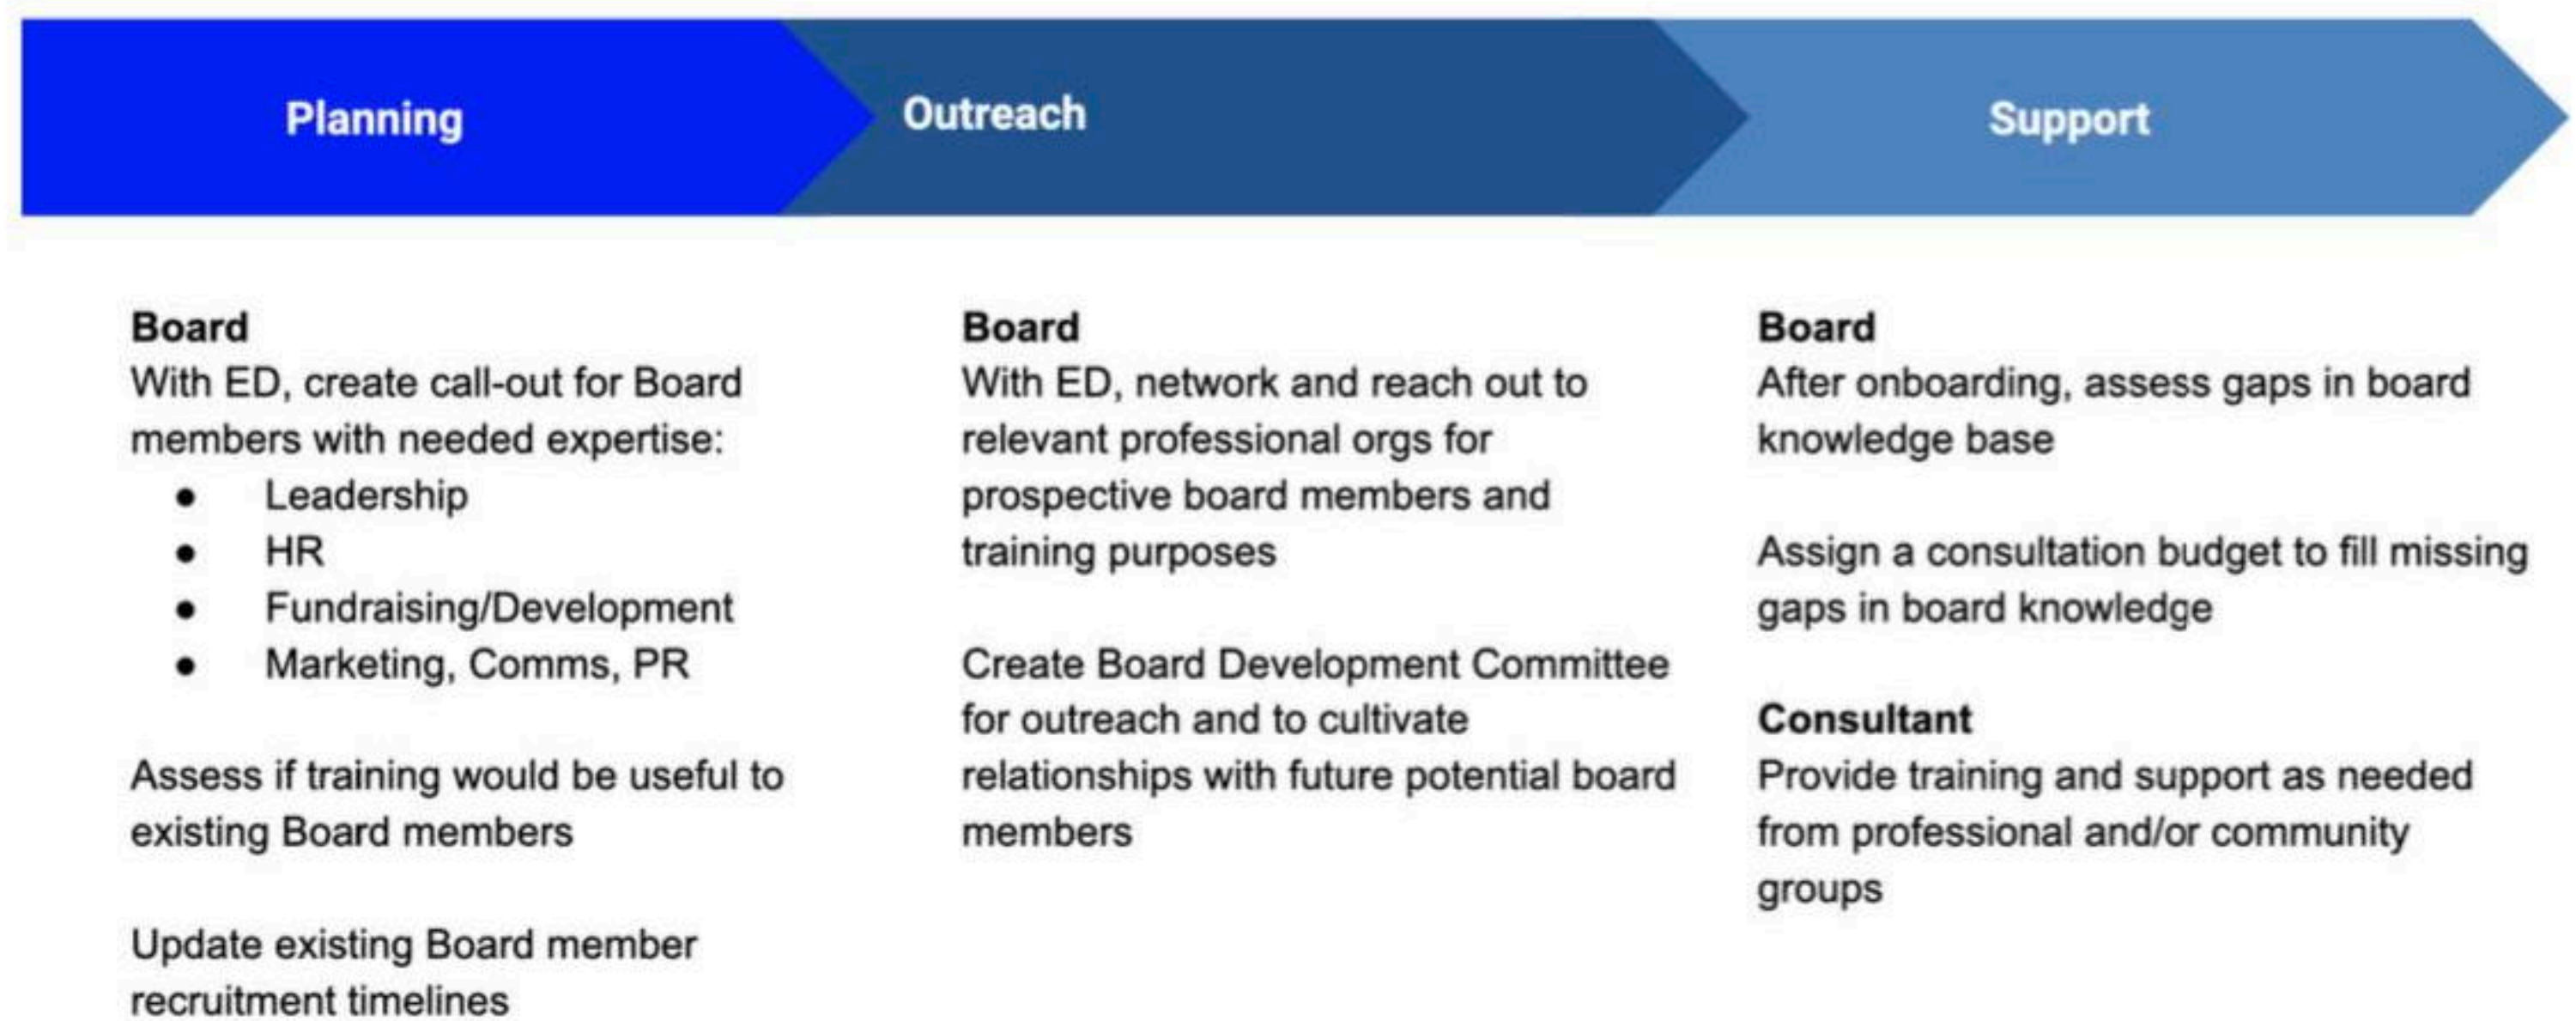 Planning
Outreach
Support
Board
With ED, create call-out for Board
members with needed expertise:
● Leadership
● HR
● Fundraising/Development
● Marketing, Comms, PR
Assess if training would be useful to
existing Board members
Update existing Board member
recruitment timelines
Board
With ED, network and reach out to
relevant professional orgs for
prospective board members and
training purposes
Create Board Development Committee
for outreach and to cultivate
relationships with future potential board
members
Board
After onboarding, assess gaps in board
knowledge base
Assign a consultation budget to fill missing
gaps in board knowledge
Consultant
Provide training and support as needed
from professional and/or community
groups